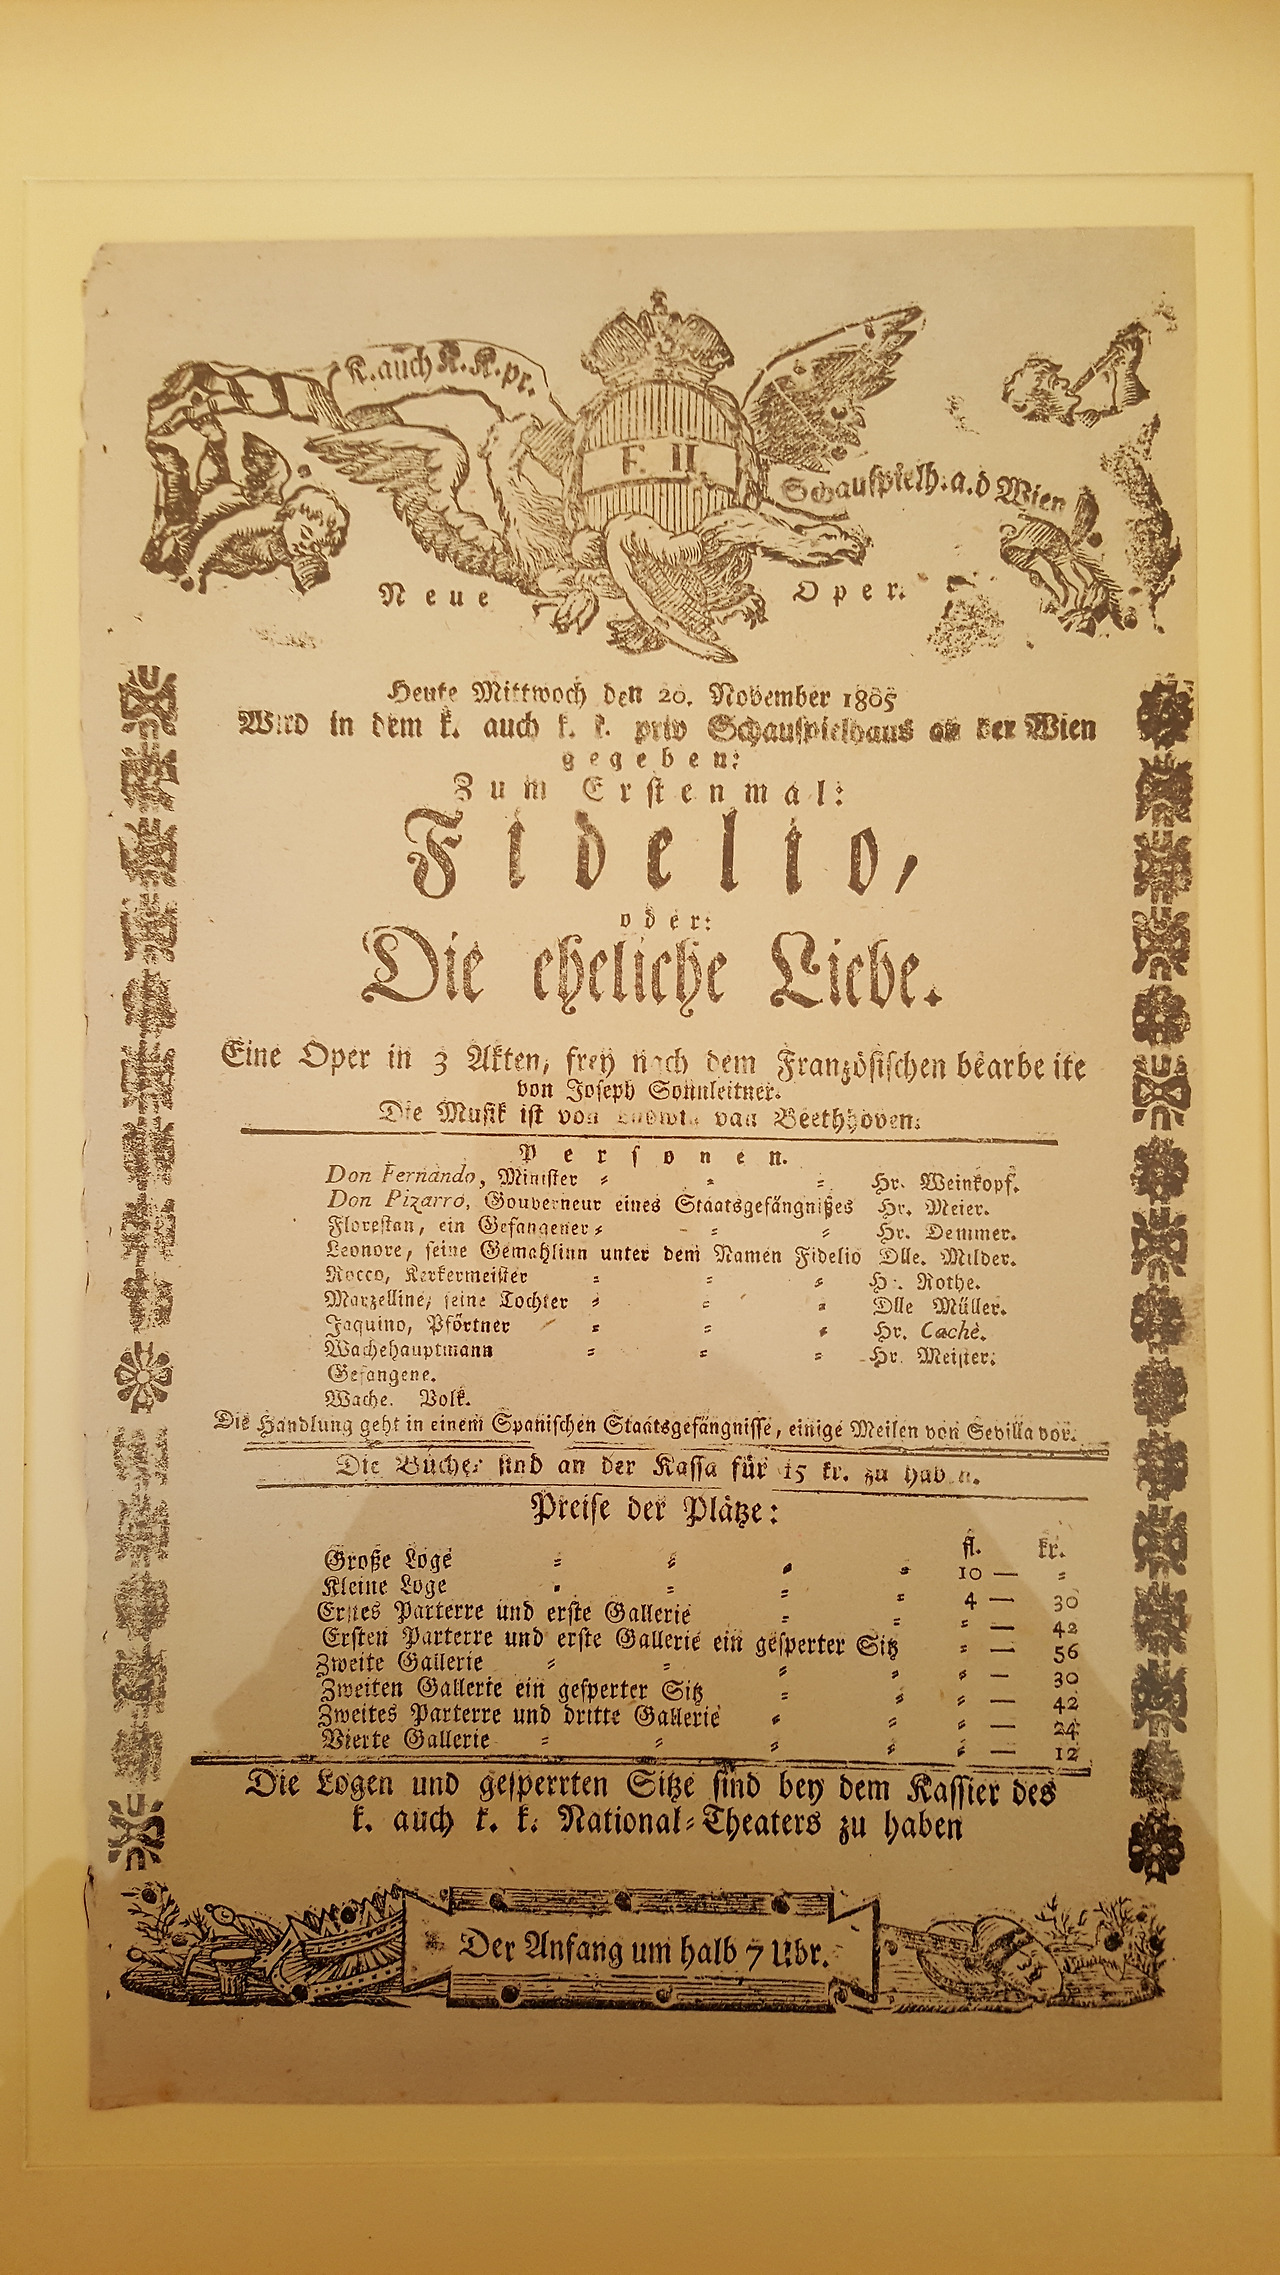 K. auch K. K. pr.
F. II.
Schauspielh. a. d Wien
Neue Oper.
Heute Mittwoch den 20. November 1805
Wird in dem k. auch k. k. priv Schauspielhaus an der Wien
gegeben:
Zum Erstenmal:
Fidelio,
oder:
Die eheliche Liebe.
Eine Oper in 3 Akten, frey nach dem Französischen bearbeite
von Joseph Sonnleitner.
Die Musik ist von Ludwig van Beethhoven.
Personen.
Don Fernando, Minister = = = Hr. Weinkopf.
Don Pizarro, Gouverneur eines Staatsgefängnißes Hr. Meier.
Florestan, ein Gefangener = = = Hr. Demmer.
Leonore, seine Gemahlinn unter dem Namen Fidelio Dlle. Milder.
Rocco, Kerkermeister = = = Hr. Rothe.
Marzelline, seine Tochter = = = Dlle Müller.
Jaquino, Pförtner = = = Hr. Caché.
Wachehauptmann = = = Hr. Meister.
Gefangene.
Wache. Volk.
Die Handlung geht in einem Spanischen Staatsgefängnisse, einige Meilen von Sevilla vor.
Die Bücher sind an der Kassa für 15 kr. zu haben.
Preise der Plätze:
fl. kr.
Große Loge = = = = 10 — =
Kleine Loge = = = = 4 — 30
Erstes Parterre und erste Gallerie = = = — 42
Ersten Parterre und erste Gallerie ein gesperter Sitz = — 56
Zweite Gallerie = = = = = — 30
Zweiten Gallerie ein gesperter Sitz = = = — 42
Zweites Parterre und dritte Gallerie = = = — 24
Vierte Gallerie = = = = = — 12
Die Logen und gesperrten Sitze sind bey dem Kassier des
k. auch k. k. National=Theaters zu haben
Der Anfang um halb 7 Uhr.